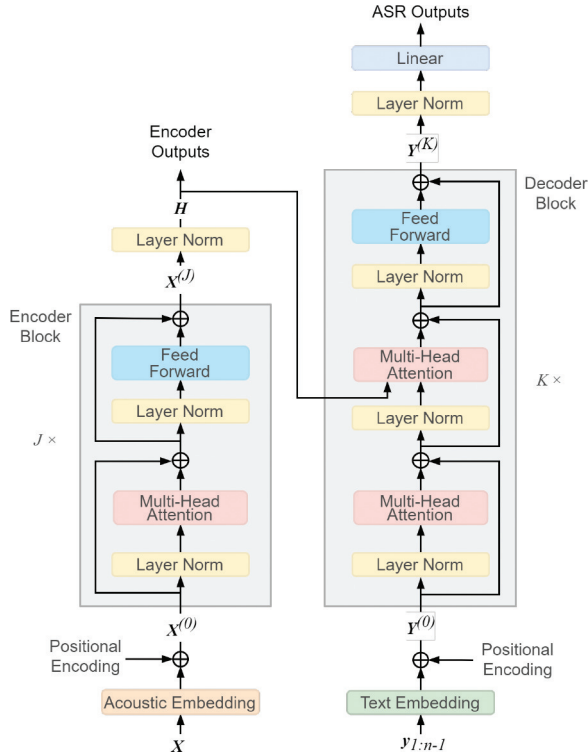 ASR Outputs
Linear
Layer Norm
Y(K)
Decoder
Block
Feed
Forward
Layer Norm
Multi-Head
Attention
K ×
Layer Norm
Multi-Head
Attention
Layer Norm
Y(0)
Positional
Encoding
Text Embedding
y1:n-1
Encoder
Outputs
H
Layer Norm
X(J)
Encoder
Block
Feed
Forward
Layer Norm
J ×
Multi-Head
Attention
Layer Norm
X(0)
Positional
Encoding
Acoustic Embedding
X